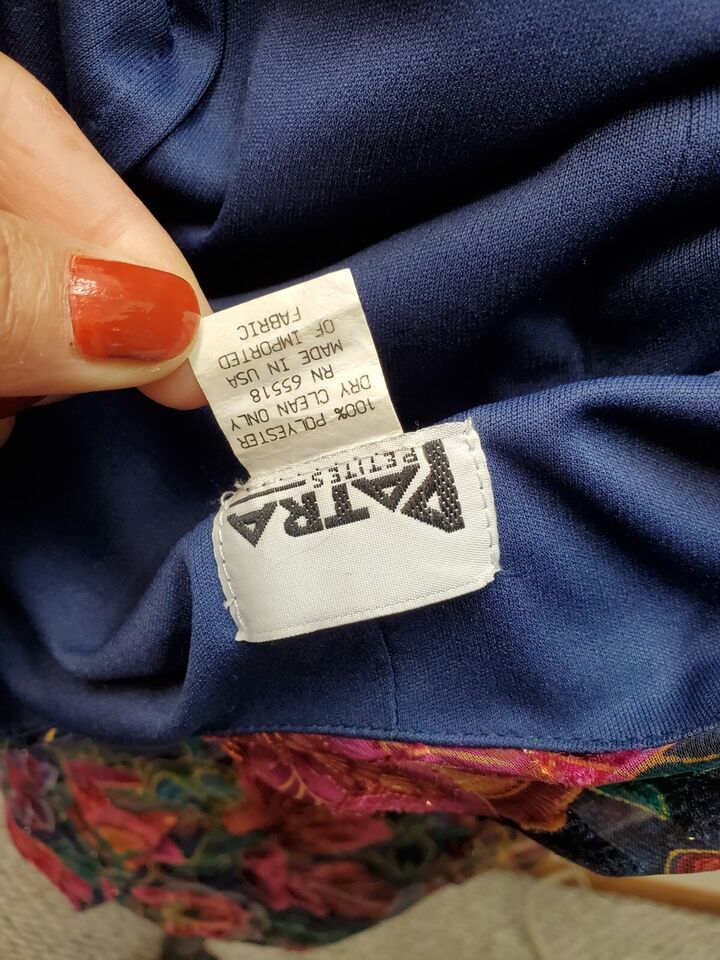 100% POLYESTER
DRY CLEAN ONLY
RN 65518
MADE IN USA
OF IMPORTED
FABRIC
PATRA
PETITES